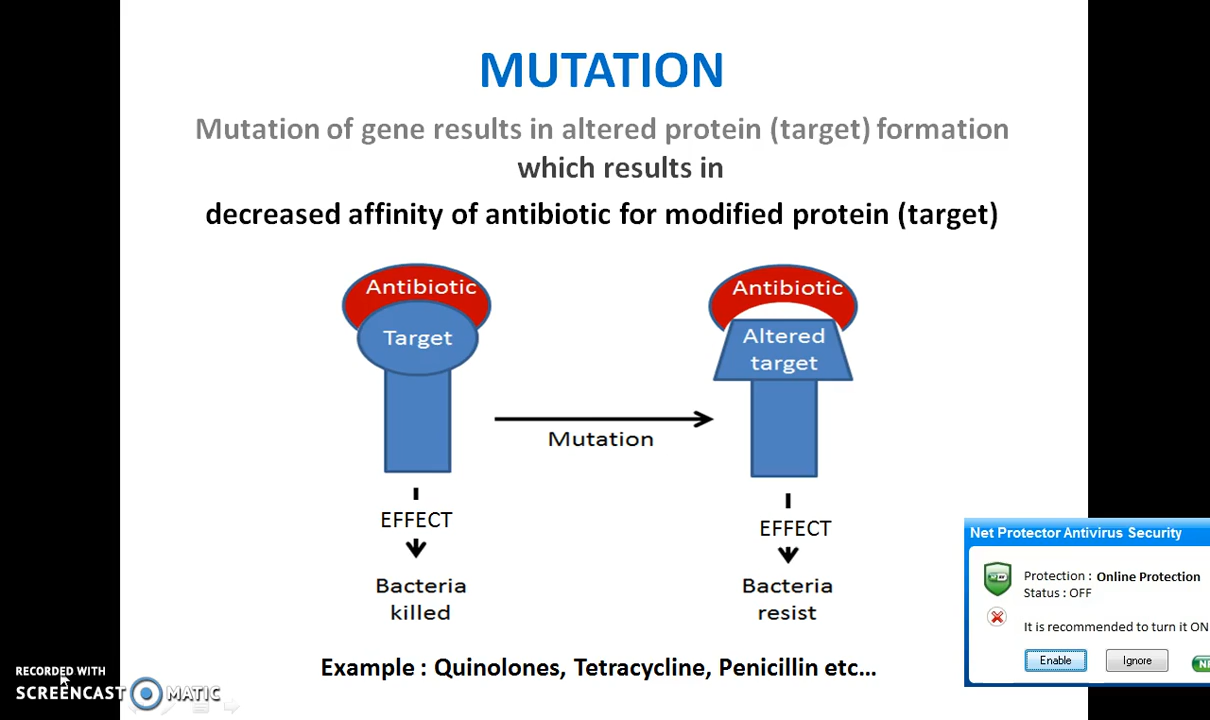 MUTATION
Mutation of gene results in altered protein (target) formation
which results in
decreased affinity of antibiotic for modified protein (target)
Antibiotic
Target
Antibiotic
Altered
target
Mutation
EFFECT
EFFECT
Bacteria
killed
Bacteria
resist
Example : Quinolones, Tetracycline, Penicillin etc...
Net Protector Antivirus Security
Protection : Online Protection
Status : OFF
It is recommended to turn it ON
Enable
Ignore
RECORDED WITH
SCREENCAST MATIC